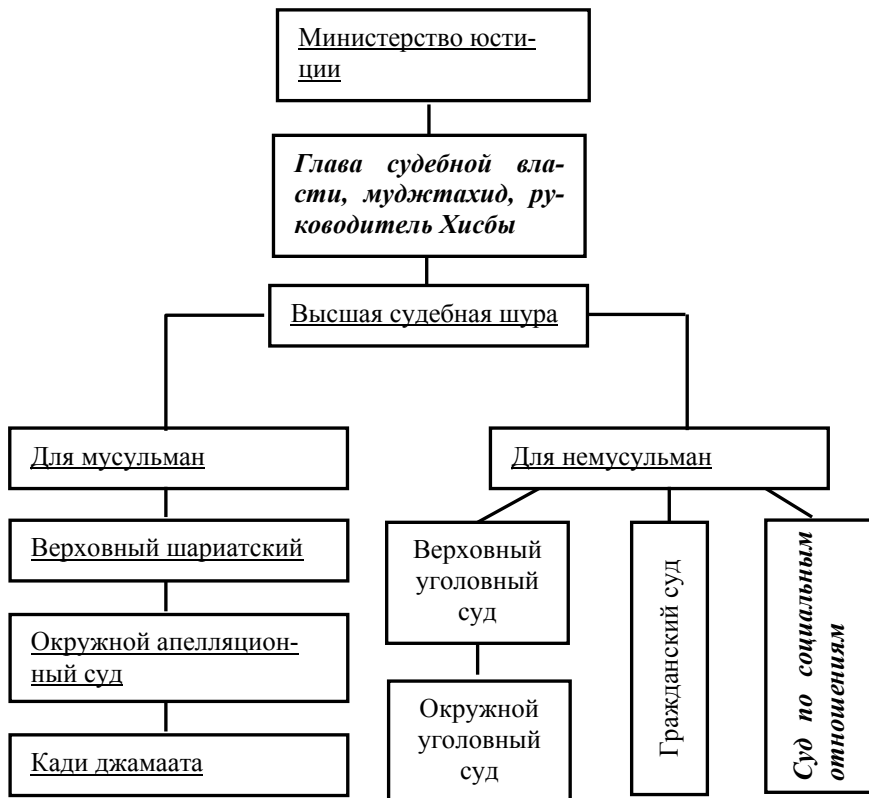 Министерство юсти-
ции
Глава судебной вла-
сти, муджтахид, ру-
ководитель Хисбы
Высшая судебная шура
Для мусульман
Для немусульман
Верховный шариатский
Окружной апелляцион-
ный суд
Кади джамаата
Верховный
уголовный
суд
Окружной
уголовный
суд
Гражданский суд
Суд по социальным
отношениям